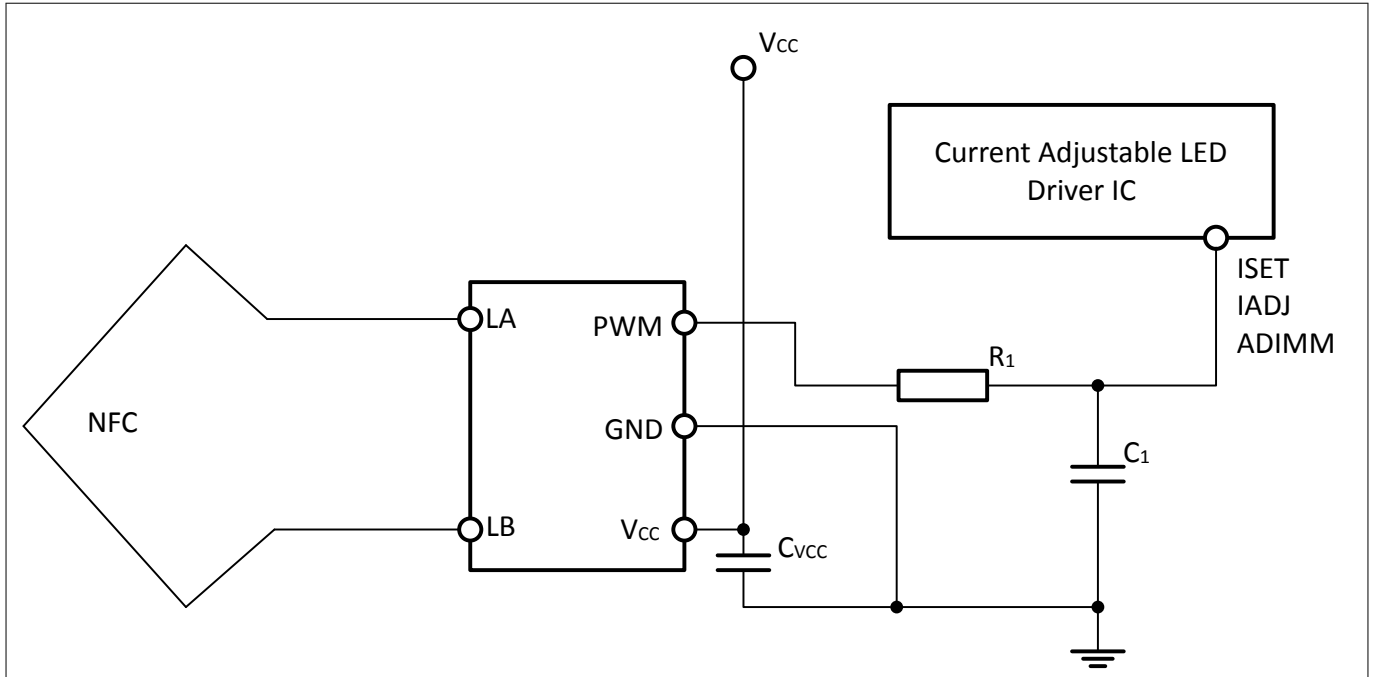 VCC
Current Adjustable LED
Driver IC
ISET
IADJ
ADIMM
LA
PWM
R1
NFC
GND
C1
LB
VCC
CVCC